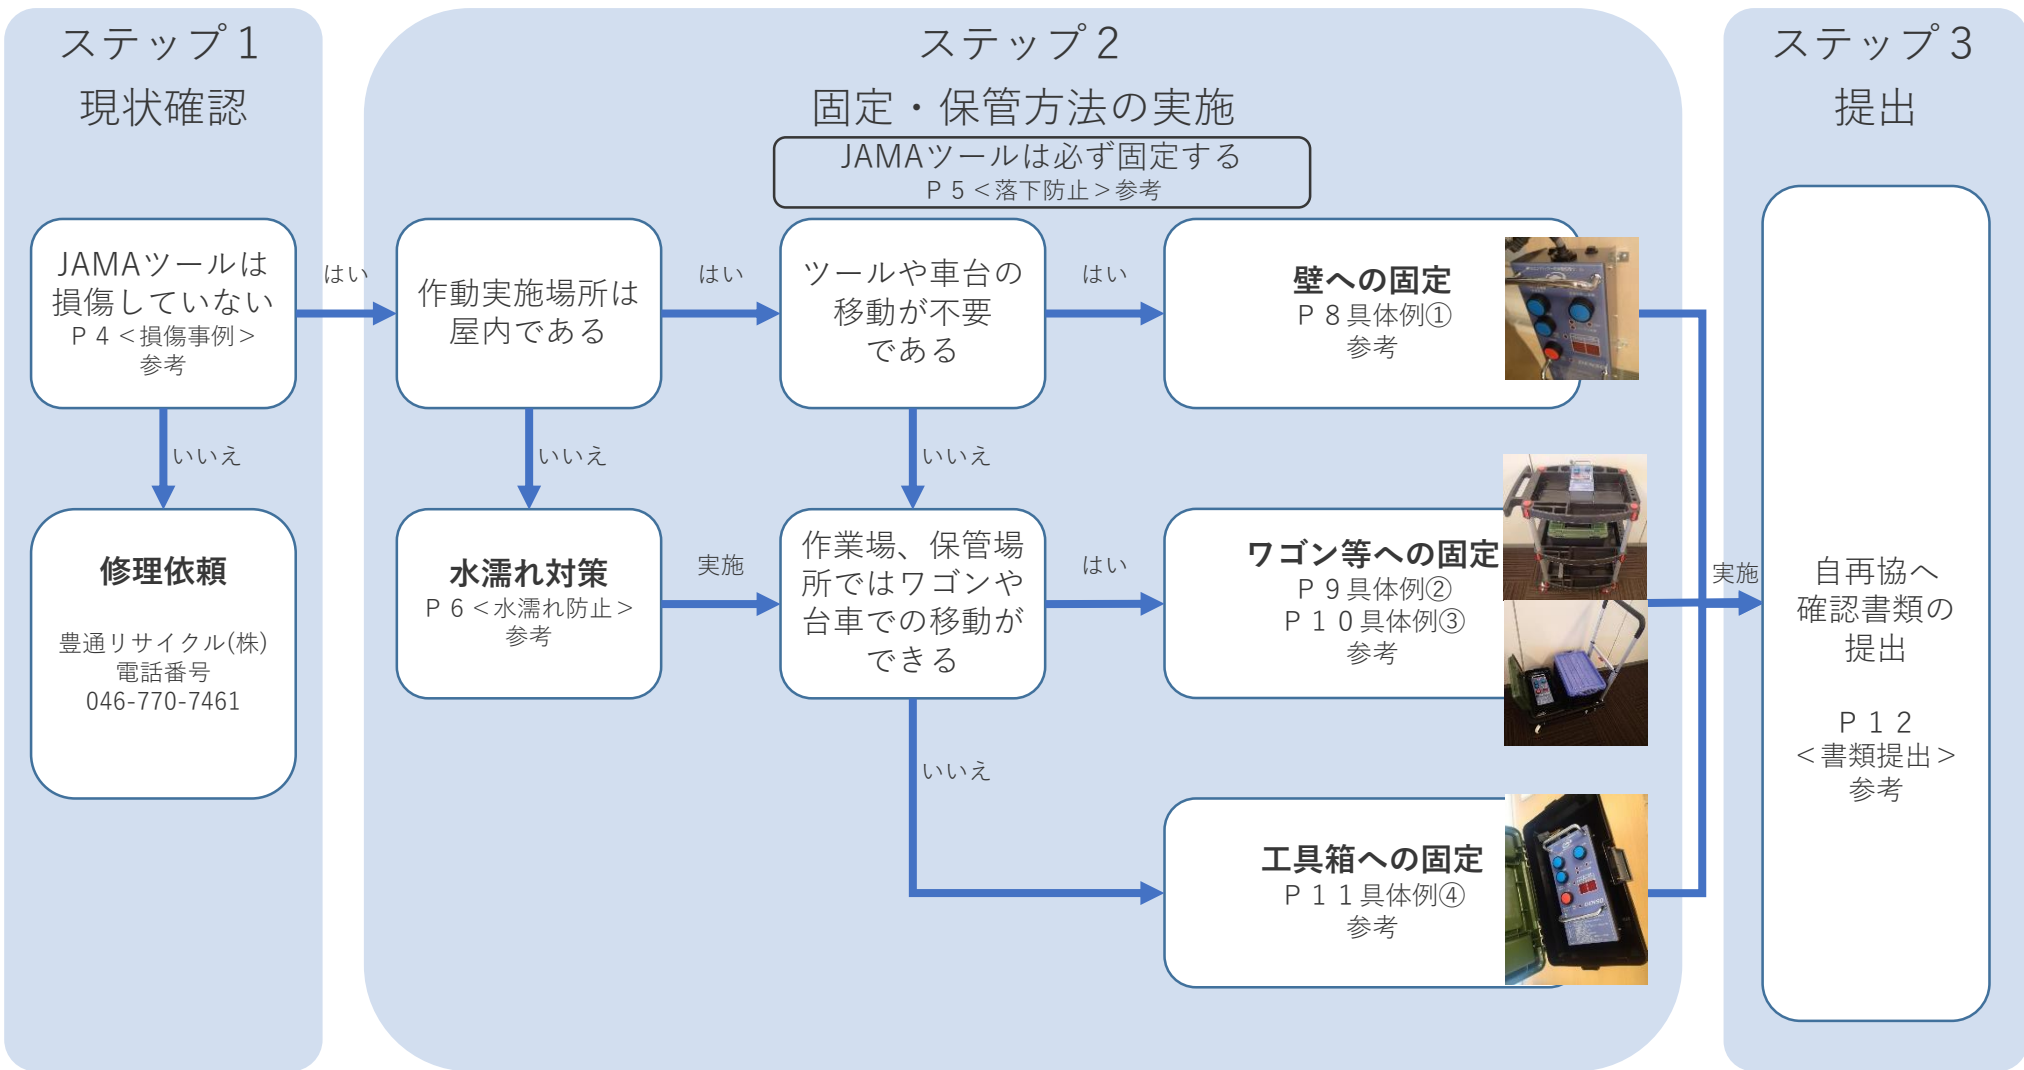 ステップ１
現状確認
JAMAツールは
損傷していない
Ｐ４＜損傷事例＞
参考
はい
いいえ
修理依頼
豊通リサイクル(株)
電話番号
046-770-7461
ステップ２
固定・保管方法の実施
JAMAツールは必ず固定する
Ｐ５＜落下防止＞参考
作動実施場所は
屋内である
はい
いいえ
ツールや車台の
移動が不要
である
はい
いいえ
壁への固定
Ｐ８具体例①
参考
水濡れ対策
Ｐ６＜水濡れ防止＞
参考
実施
作業場、保管場
所ではワゴンや
台車での移動が
できる
はい
いいえ
ワゴン等への固定
Ｐ９具体例②
Ｐ１０具体例③
参考
工具箱への固定
Ｐ１１具体例④
参考
実施
ステップ３
提出
自再協へ
確認書類の
提出
Ｐ１２
＜書類提出＞
参考